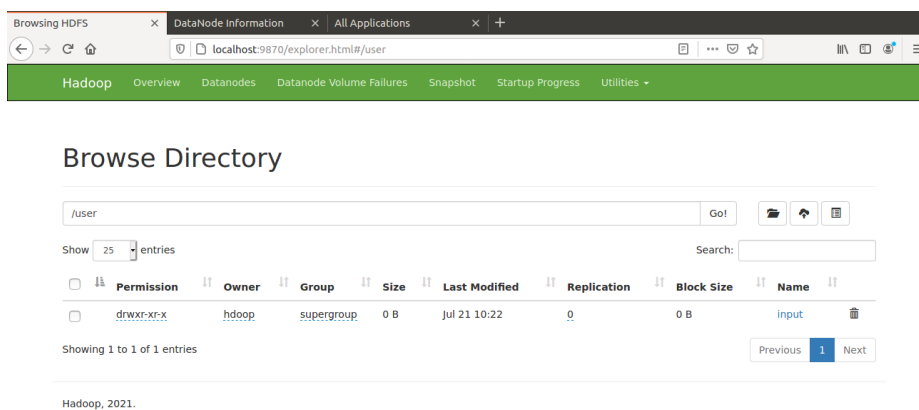 Browsing HDFS DataNode Information All Applications
localhost:9870/explorer.html#/user
Hadoop Overview Datanodes Datanode Volume Failures Snapshot Startup Progress Utilities
Browse Directory
/user Go!
Show 25 entries Search:
Permission Owner Group Size Last Modified Replication Block Size Name
drwxr-xr-x hdoop supergroup 0 B Jul 21 10:22 0 0 B input
Showing 1 to 1 of 1 entries Previous 1 Next
Hadoop, 2021.